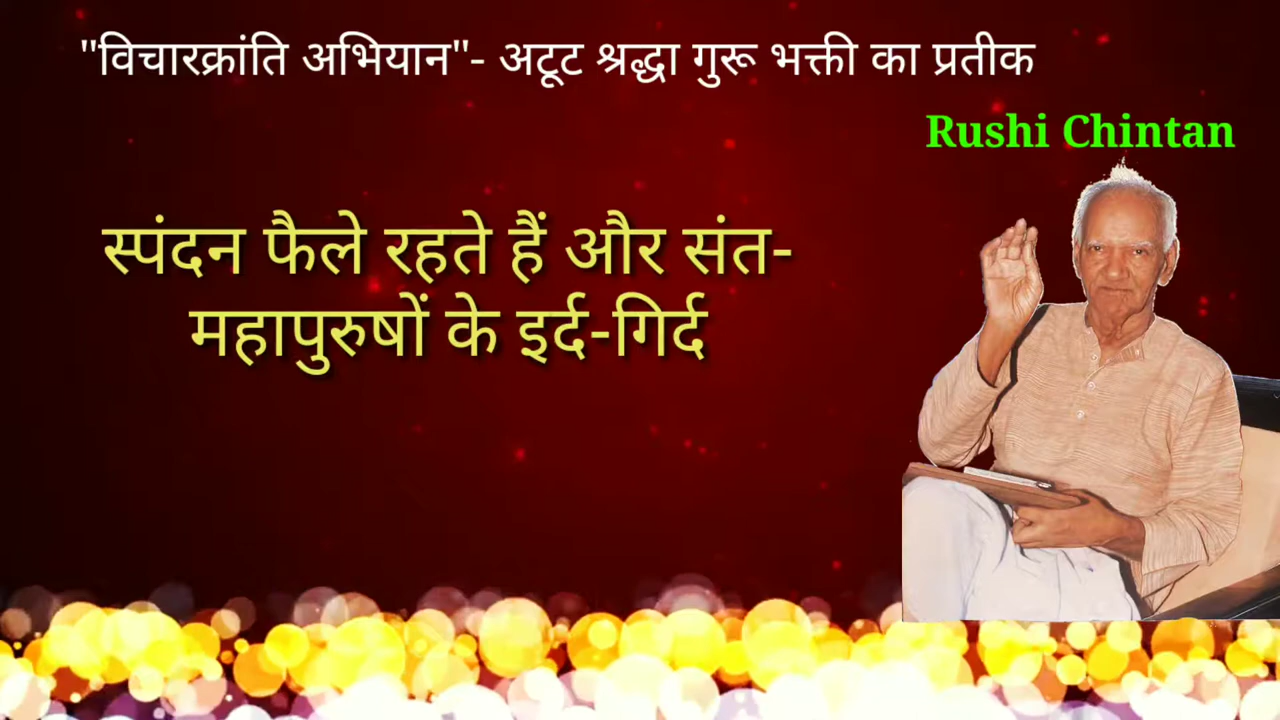 "विचारक्रांति अभियान"- अटूट श्रद्धा गुरू भक्ती का प्रतीक
Rushi Chintan
स्पंदन फैले रहते हैं और संत-
महापुरुषों के इर्द-गिर्द